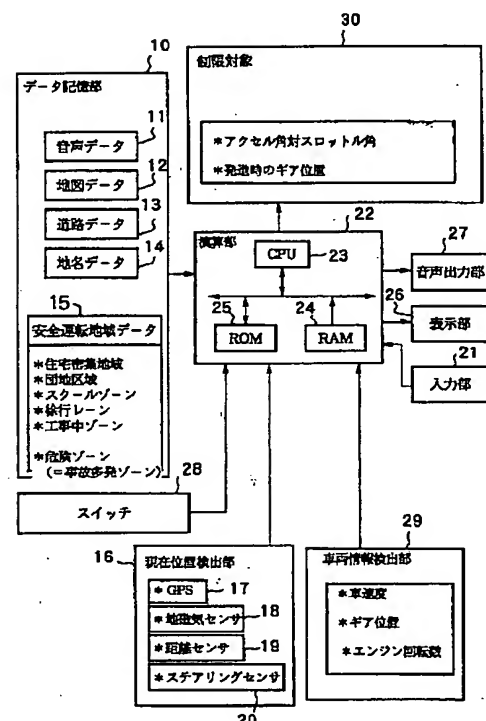 30
制限対象
*アクセル角対スロットル角
*発進時のギア位置
10
データ記憶部
11
音声データ
12
地図データ
13
道路データ
14
地名データ
15
安全運転地域データ
*住宅密集地域
*団地区域
*スクールゾーン
*徐行レーン
*工事中ゾーン
*危険ゾーン
(=事故多発ゾーン)
22
演算部
CPU
23
25
ROM
24
RAM
27
音声出力部
26
表示部
21
入力部
28
スイッチ
16
現在位置検出部
*GPS
17
*地磁気センサ
18
*距離センサ
19
*ステアリングセンサ
20
29
車両情報検出部
*車速度
*ギア位置
*エンジン回転数